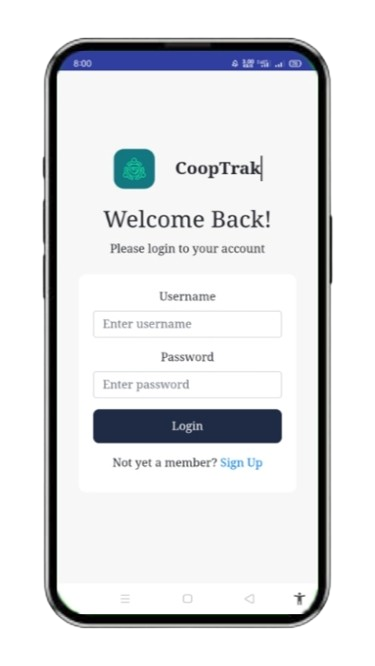 8:00
CoopTrak
Welcome Back!
Please login to your account
Username
Enter username
Password
Enter password
Login
Not yet a member? Sign Up